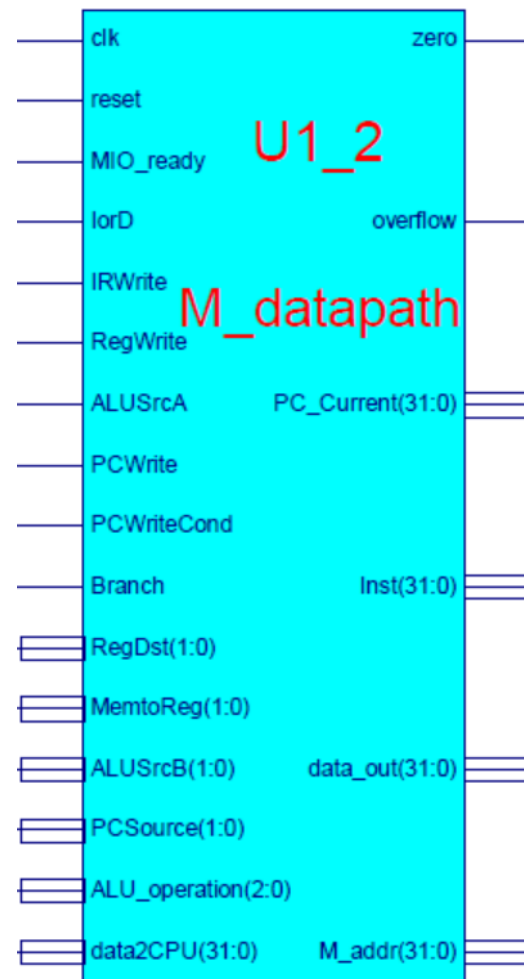 clk zero
reset
U1_2
MIO_ready
IorD overflow
IRWrite
M_datapath
RegWrite
ALUSrcA PC_Current(31:0)
PCWrite
PCWriteCond
Branch Inst(31:0)
RegDst(1:0)
MemtoReg(1:0)
ALUSrcB(1:0) data_out(31:0)
PCSource(1:0)
ALU_operation(2:0)
data2CPU(31:0) M_addr(31:0)